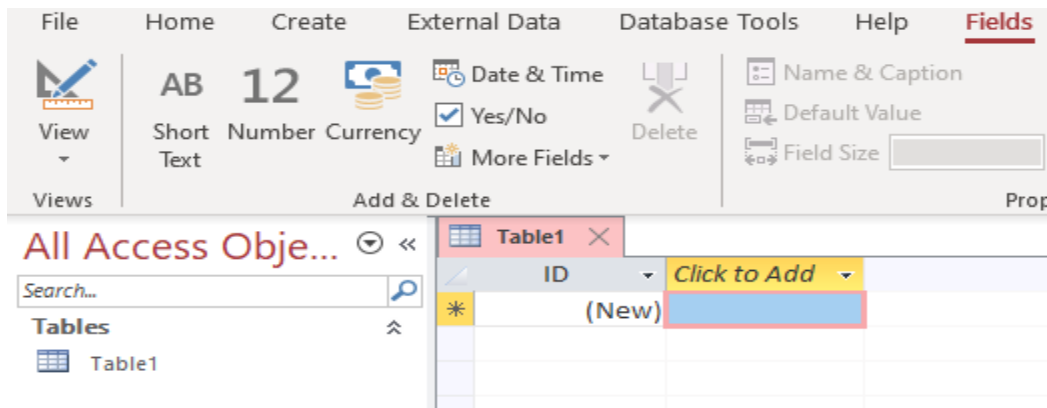 File Home Create External Data Database Tools Help Fields
AB 12 Date & Time Name & Caption
View Short Text Number Currency Yes/No Delete Default Value
More Fields Field Size
Views Add & Delete Prop
All Access Obje... «
Table1
ID Click to Add
Search...
* (New)
Tables
Table1